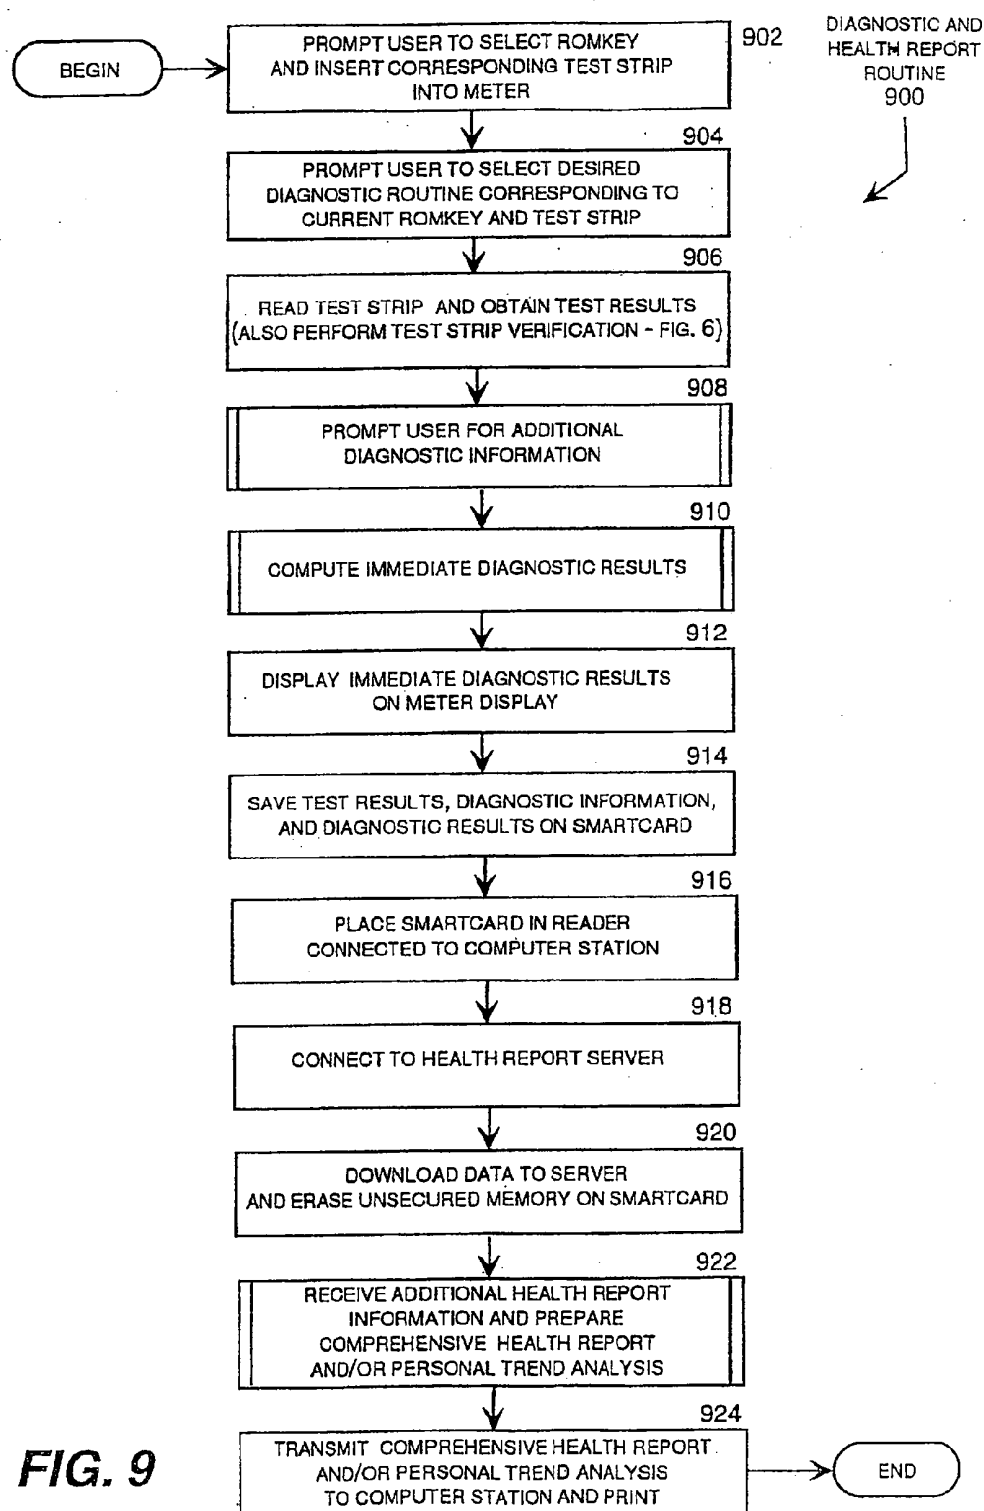 DIAGNOSTIC AND
HEALTH REPORT
ROUTINE
900
BEGIN
902
PROMPT USER TO SELECT ROMKEY
AND INSERT CORRESPONDING TEST STRIP
INTO METER
904
PROMPT USER TO SELECT DESIRED
DIAGNOSTIC ROUTINE CORRESPONDING TO
CURRENT ROMKEY AND TEST STRIP
906
READ TEST STRIP AND OBTAIN TEST RESULTS
(ALSO PERFORM TEST STRIP VERIFICATION - FIG. 6)
908
PROMPT USER FOR ADDITIONAL
DIAGNOSTIC INFORMATION
910
COMPUTE IMMEDIATE DIAGNOSTIC RESULTS
912
DISPLAY IMMEDIATE DIAGNOSTIC RESULTS
ON METER DISPLAY
914
SAVE TEST RESULTS, DIAGNOSTIC INFORMATION,
AND DIAGNOSTIC RESULTS ON SMARTCARD
916
PLACE SMARTCARD IN READER
CONNECTED TO COMPUTER STATION
918
CONNECT TO HEALTH REPORT SERVER
920
DOWNLOAD DATA TO SERVER
AND ERASE UNSECURED MEMORY ON SMARTCARD
922
RECEIVE ADDITIONAL HEALTH REPORT
INFORMATION AND PREPARE
COMPREHENSIVE HEALTH REPORT
AND/OR PERSONAL TREND ANALYSIS
924
TRANSMIT COMPREHENSIVE HEALTH REPORT
AND/OR PERSONAL TREND ANALYSIS
TO COMPUTER STATION AND PRINT
END
FIG. 9